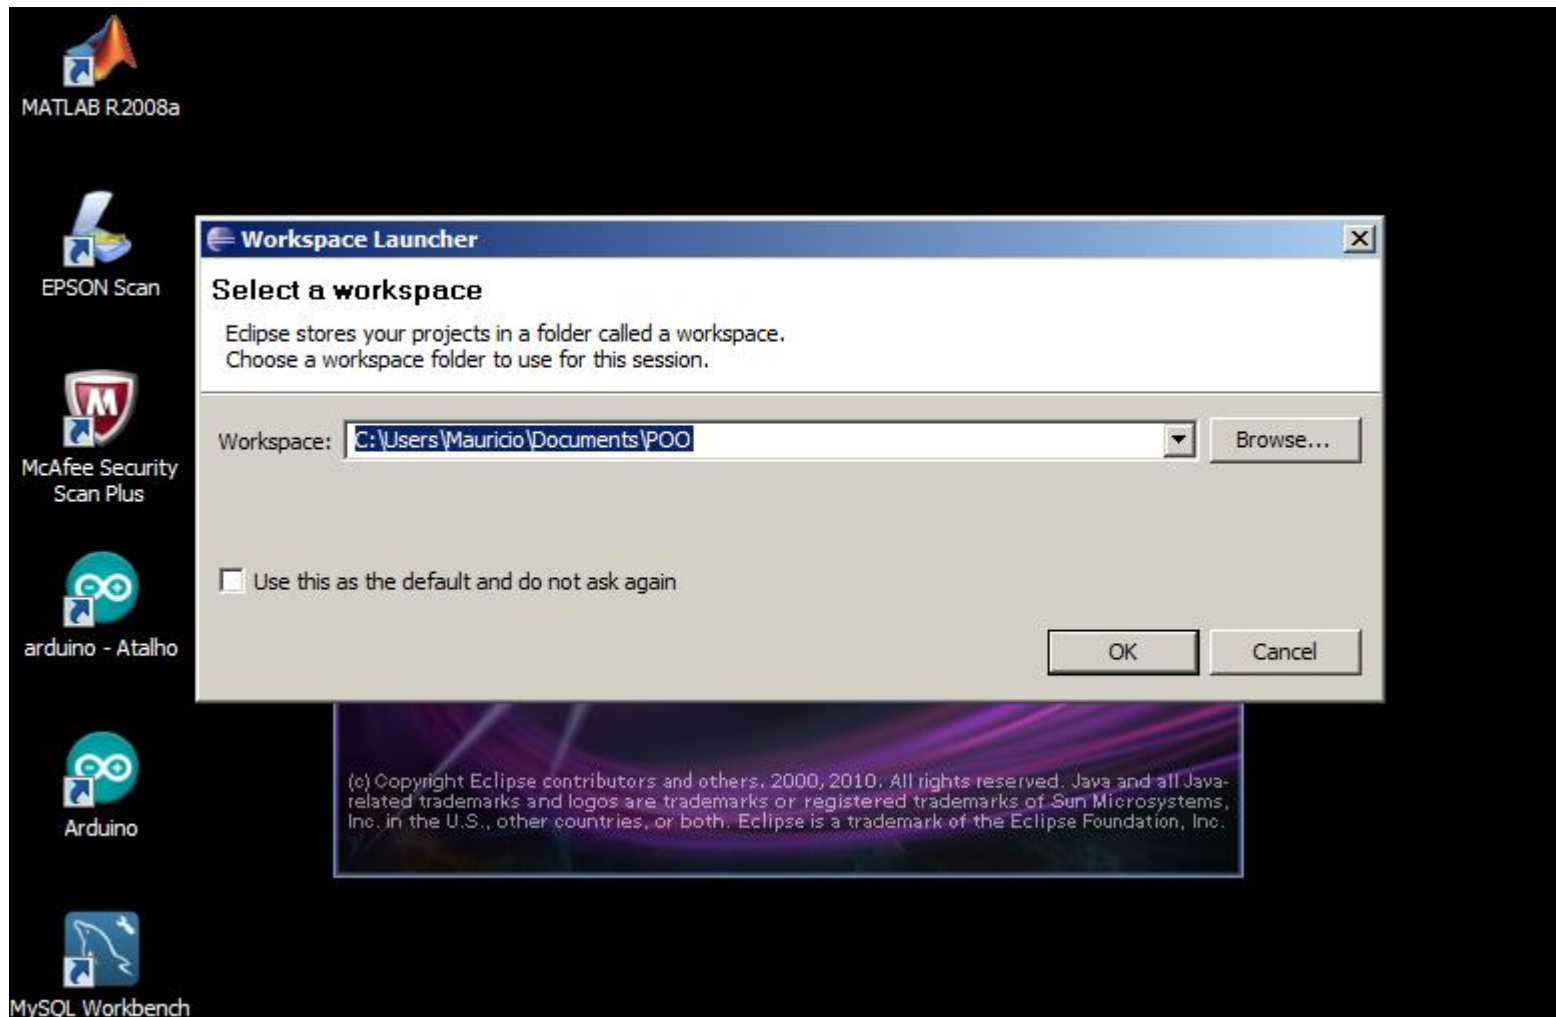 MATLAB R2008a
EPSON Scan
McAfee Security
Scan Plus
arduino - Atalho
Arduino
MySQL Workbench
Workspace Launcher
Select a workspace
Eclipse stores your projects in a folder called a workspace.
Choose a workspace folder to use for this session.
Workspace: C:\Users\Mauricio\Documents\POO Browse...
Use this as the default and do not ask again
OK Cancel
(c) Copyright Eclipse contributors and others. 2000, 2010. All rights reserved. Java and all Java-
related trademarks and logos are trademarks or registered trademarks of Sun Microsystems,
Inc. in the U.S., other countries, or both. Eclipse is a trademark of the Eclipse Foundation, Inc.